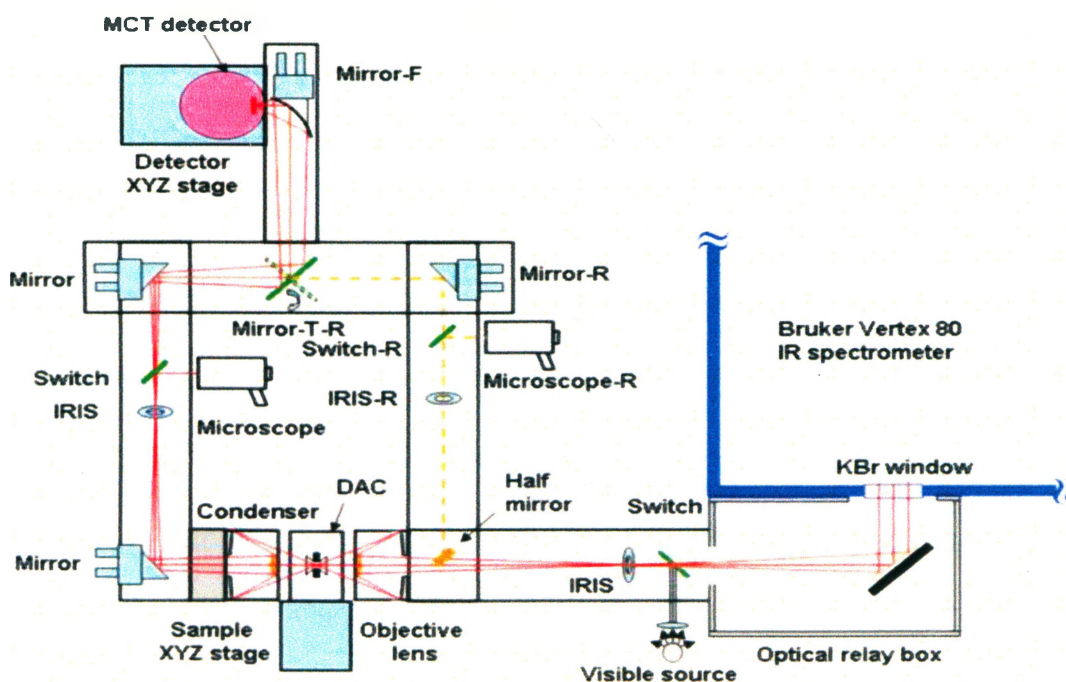 MCT detector
Mirror-F
Detector
XYZ stage
Mirror
Mirror-R
Mirror-T-R
Switch-R
Bruker Vertex 80
IR spectrometer
Switch
IRIS
Microscope
IRIS-R
Microscope-R
KBr window
Condenser
DAC
Half
mirror
Switch
Mirror
IRIS
Sample
XYZ stage
Objective
lens
Visible source
Optical relay box